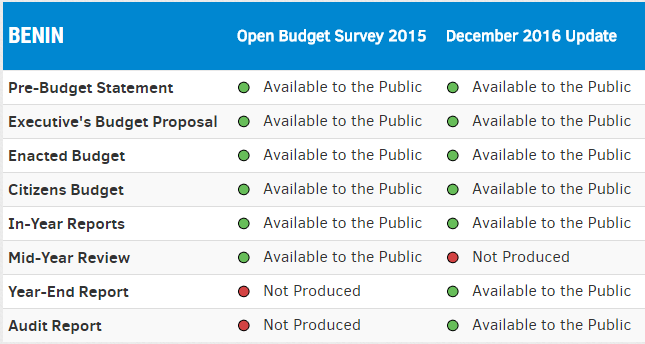 BENIN Open Budget Survey 2015 December 2016 Update
Pre-Budget Statement Available to the Public Available to the Public
Executive's Budget Proposal Available to the Public Available to the Public
Enacted Budget Available to the Public Available to the Public
Citizens Budget Available to the Public Available to the Public
In-Year Reports Available to the Public Available to the Public
Mid-Year Review Available to the Public Not Produced
Year-End Report Not Produced Available to the Public
Audit Report Not Produced Available to the Public